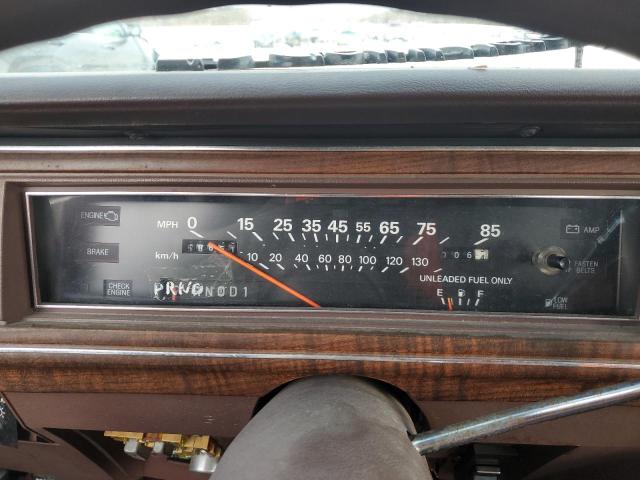 ENGINE
BRAKE
CHECK ENGINE
MPH 0 15 25 35 45 55 65 75 85
km/h 10 20 40 60 80 100 120 130
UNLEADED FUEL ONLY
E F
AMP
FASTEN BELTS
LOW FUEL